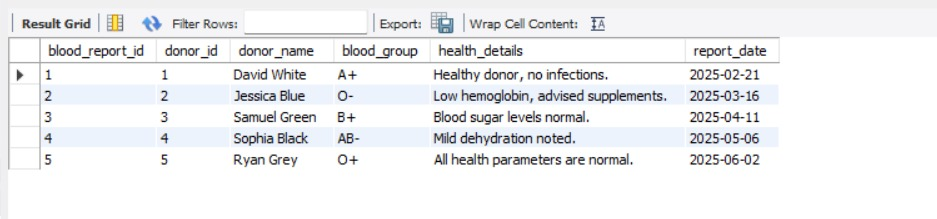 Result Grid Filter Rows: Export: Wrap Cell Content: IA
blood_report_id donor_id donor_name blood_group health_details report_date
1 1 David White A+ Healthy donor, no infections. 2025-02-21
2 2 Jessica Blue O- Low hemoglobin, advised supplements. 2025-03-16
3 3 Samuel Green B+ Blood sugar levels normal. 2025-04-11
4 4 Sophia Black AB- Mild dehydration noted. 2025-05-06
5 5 Ryan Grey O+ All health parameters are normal. 2025-06-02